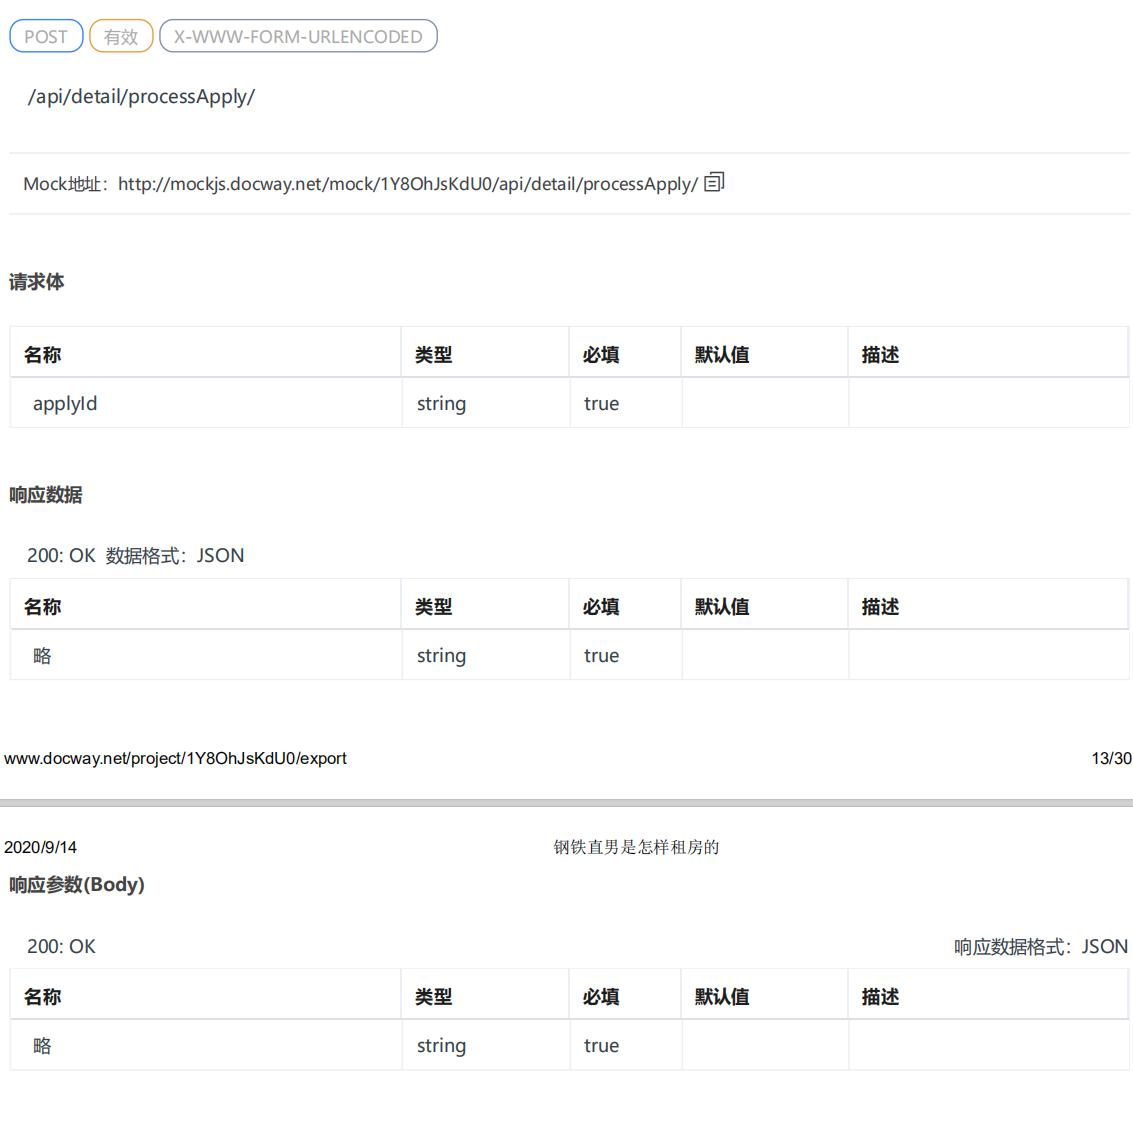 POST 有效 X-WWW-FORM-URLENCODED
/api/detail/processApply/
Mock地址：http://mockjs.docway.net/mock/1Y8OhJsKdU0/api/detail/processApply/
请求体
名称 类型 必填 默认值 描述
applyId string true
响应数据
200: OK 数据格式：JSON
名称 类型 必填 默认值 描述
略 string true
www.docway.net/project/1Y8OhJsKdU0/export 13/30
2020/9/14 钢铁直男是怎样租房的
响应参数(Body)
200: OK 响应数据格式：JSON
名称 类型 必填 默认值 描述
略 string true